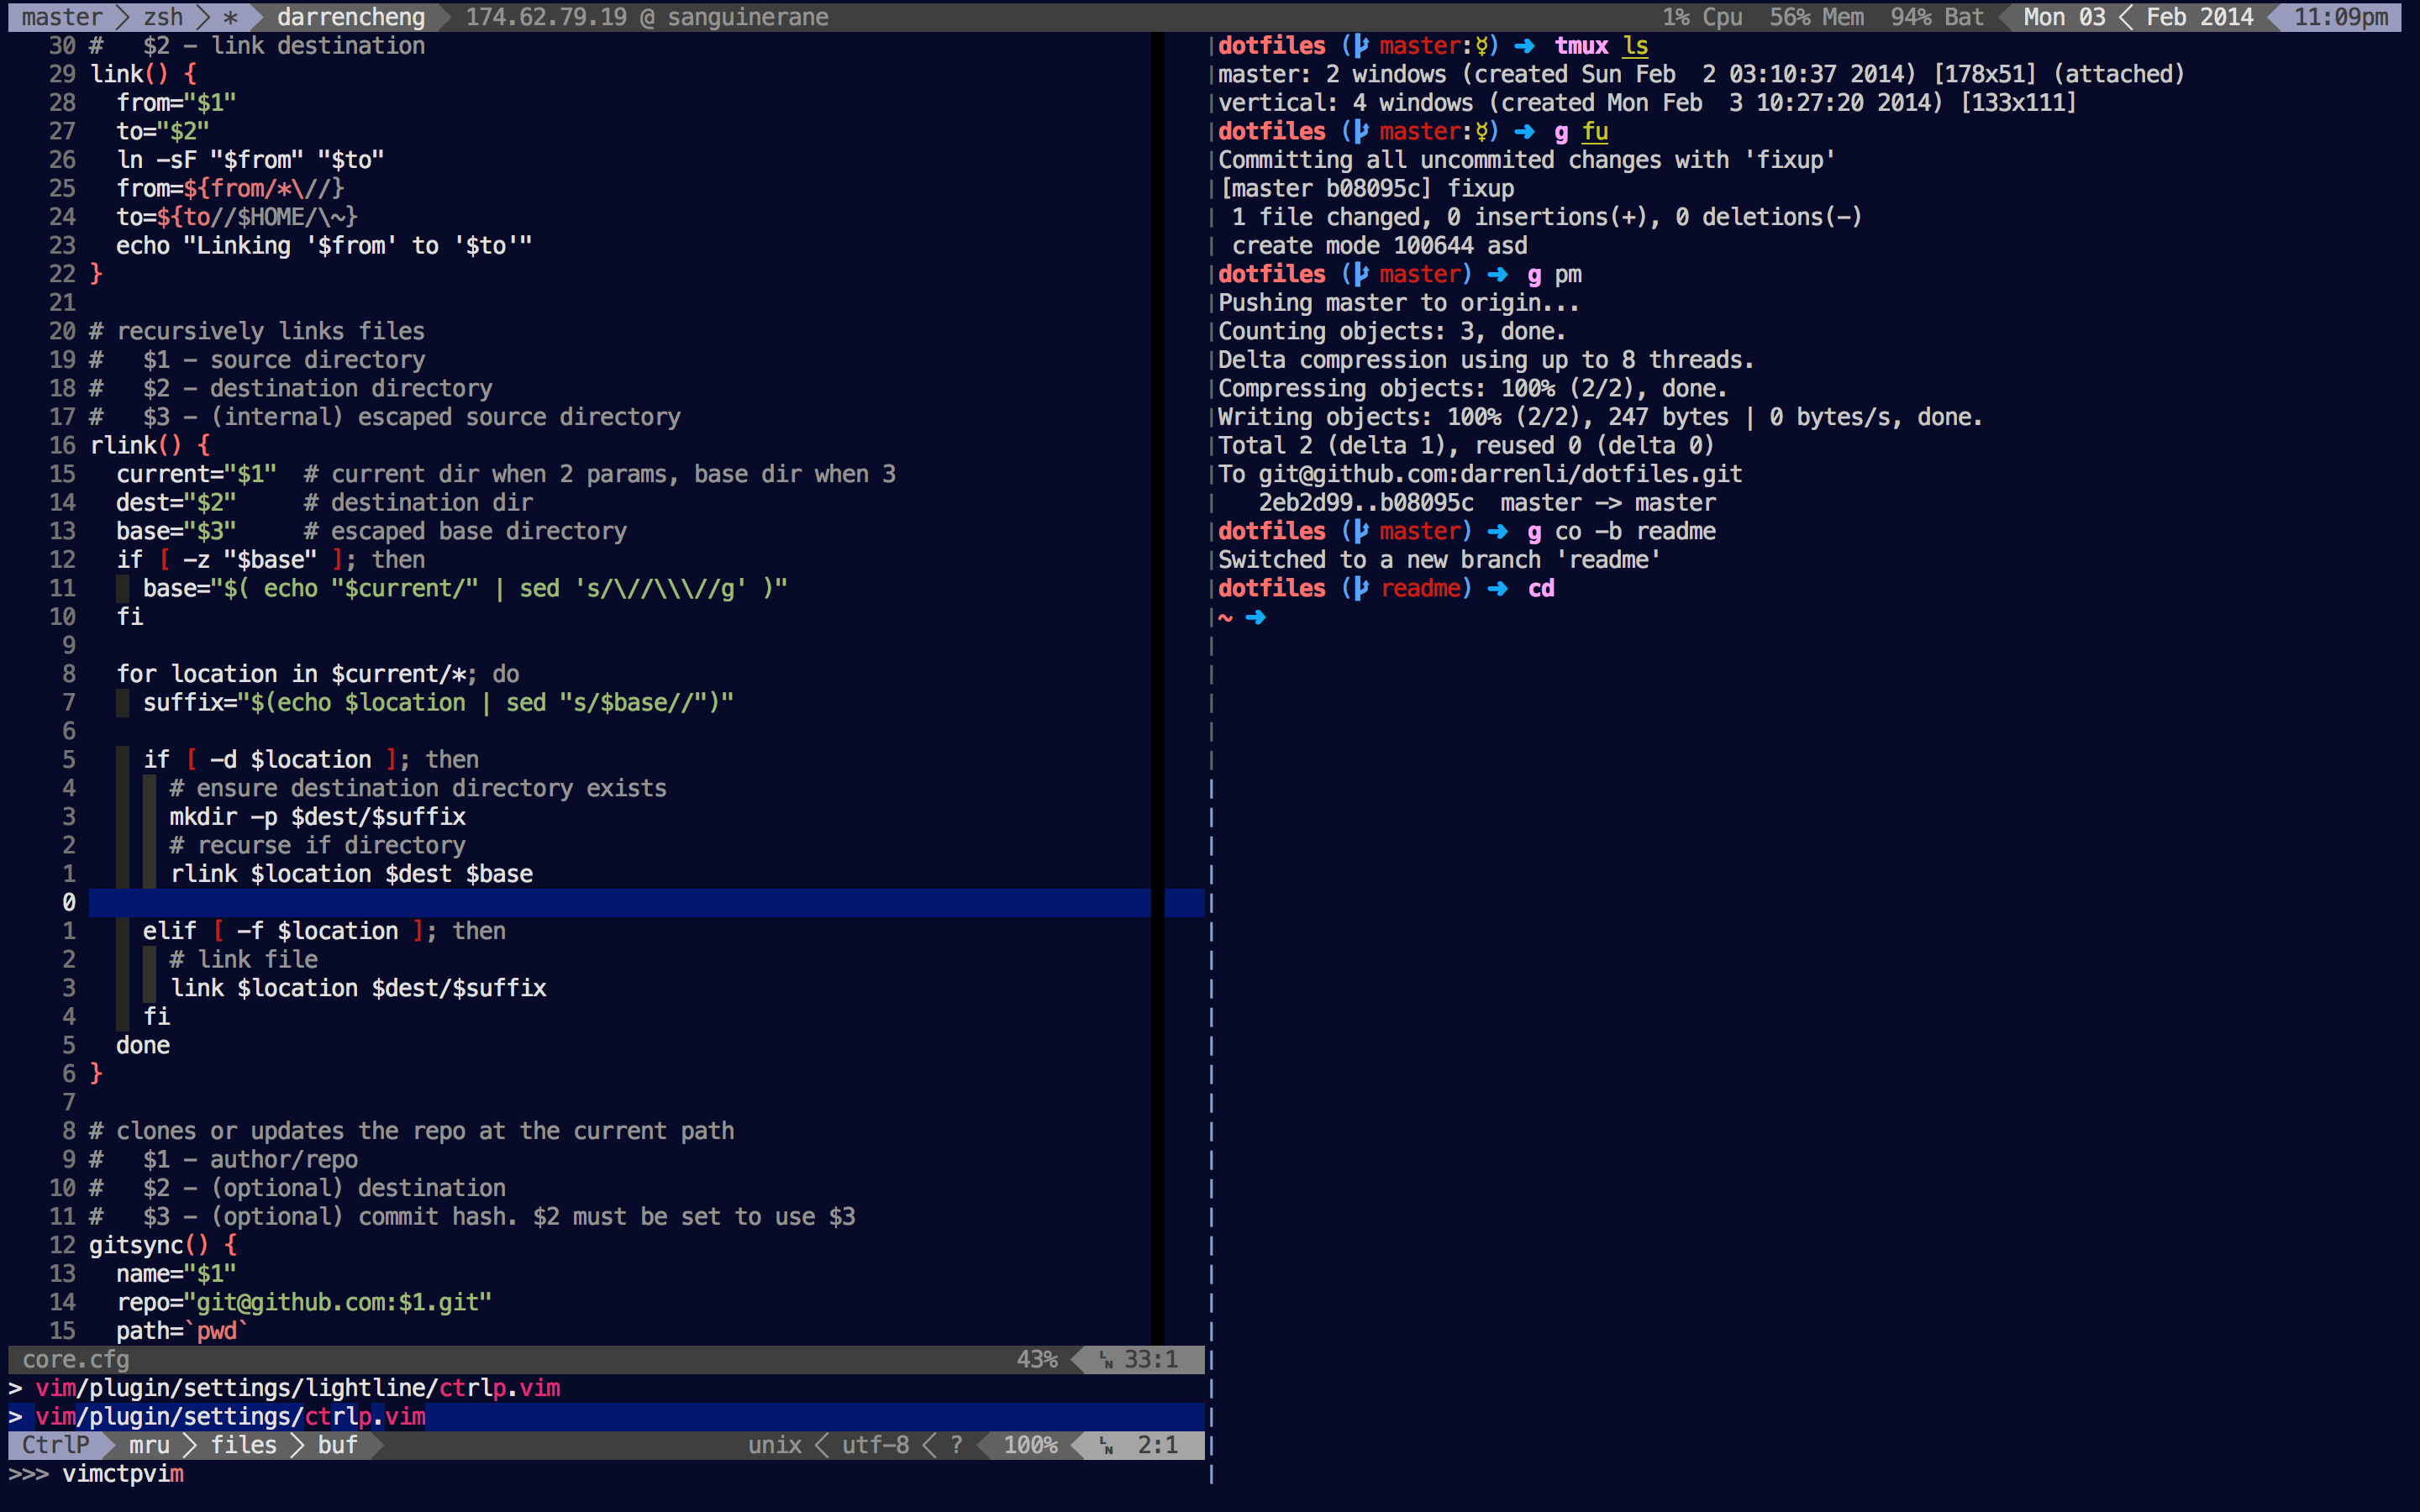 master zsh * darrencheng 174.62.79.19 @ sanguinerane 1% Cpu 56% Mem 94% Bat Mon 03 Feb 2014 11:09pm
30 #   $2 - link destination
29 link() {
28   from="$1"
27   to="$2"
26   ln -sF "$from" "$to"
25   from=${from/*\//}
24   to=${to//$HOME/\~}
23   echo "Linking '$from' to '$to'"
22 }
21
20 # recursively links files
19 #   $1 - source directory
18 #   $2 - destination directory
17 #   $3 - (internal) escaped source directory
16 rlink() {
15   current="$1"  # current dir when 2 params, base dir when 3
14   dest="$2"     # destination dir
13   base="$3"     # escaped base directory
12   if [ -z "$base" ]; then
11     base="$( echo "$current/" | sed 's/\//\\\//g' )"
10   fi
9
8   for location in $current/*; do
7     suffix="$(echo $location | sed "s/$base//")"
6
5     if [ -d $location ]; then
4       # ensure destination directory exists
3       mkdir -p $dest/$suffix
2       # recurse if directory
1       rlink $location $dest $base
0
1     elif [ -f $location ]; then
2       # link file
3       link $location $dest/$suffix
4     fi
5   done
6 }
7
8 # clones or updates the repo at the current path
9 #   $1 - author/repo
10 #   $2 - (optional) destination
11 #   $3 - (optional) commit hash. $2 must be set to use $3
12 gitsync() {
13   name="$1"
14   repo="git@github.com:$1.git"
15   path=`pwd`
core.cfg 43% LN 33:1
> vim/plugin/settings/lightline/ctrlp.vim
> vim/plugin/settings/ctrlp.vim
CtrlP mru files buf unix utf-8 ? 100% LN 2:1
>>> vimctpvim
dotfiles (master:☿) ➜ tmux ls
master: 2 windows (created Sun Feb  2 03:10:37 2014) [178x51] (attached)
vertical: 4 windows (created Mon Feb  3 10:27:20 2014) [133x111]
dotfiles (master:☿) ➜ g fu
Committing all uncommited changes with 'fixup'
[master b08095c] fixup
 1 file changed, 0 insertions(+), 0 deletions(-)
 create mode 100644 asd
dotfiles (master) ➜ g pm
Pushing master to origin...
Counting objects: 3, done.
Delta compression using up to 8 threads.
Compressing objects: 100% (2/2), done.
Writing objects: 100% (2/2), 247 bytes | 0 bytes/s, done.
Total 2 (delta 1), reused 0 (delta 0)
To git@github.com:darrenli/dotfiles.git
   2eb2d99..b08095c  master -> master
dotfiles (master) ➜ g co -b readme
Switched to a new branch 'readme'
dotfiles (readme) ➜ cd
~ ➜